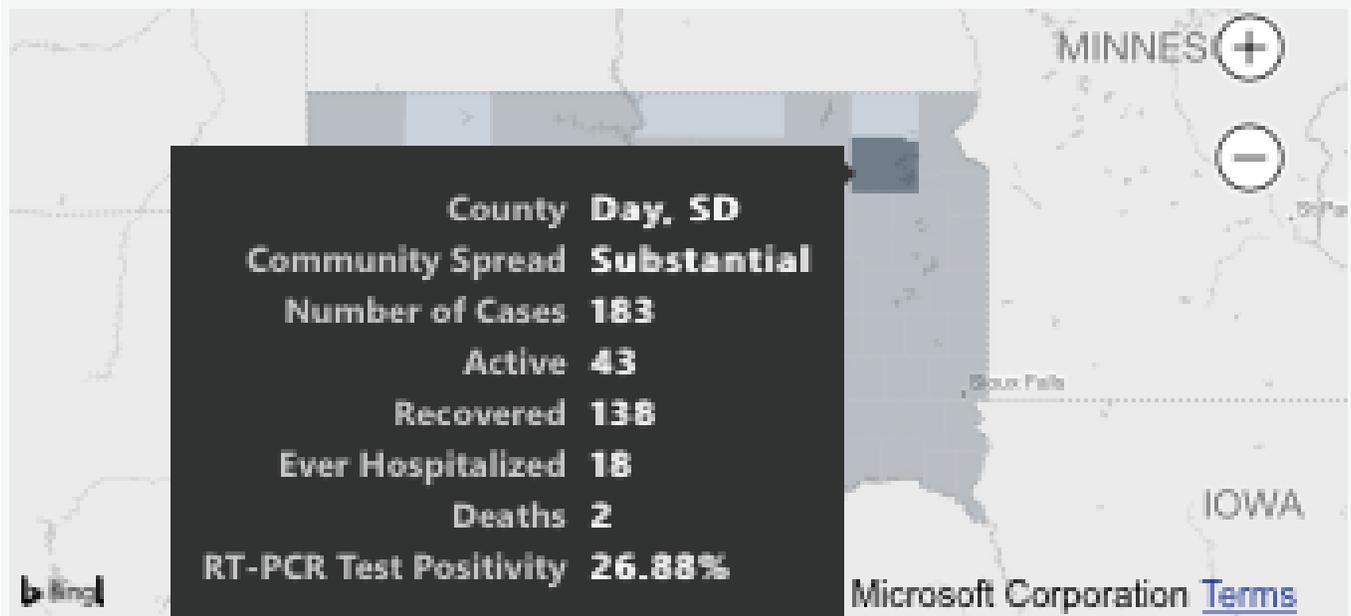 MINNES
County Day, SD
Community Spread Substantial
Number of Cases 183
Active 43
Recovered 138
Ever Hospitalized 18
Deaths 2
RT-PCR Test Positivity 26.88%
Sioux Falls
IOWA
Bing
Microsoft Corporation Terms